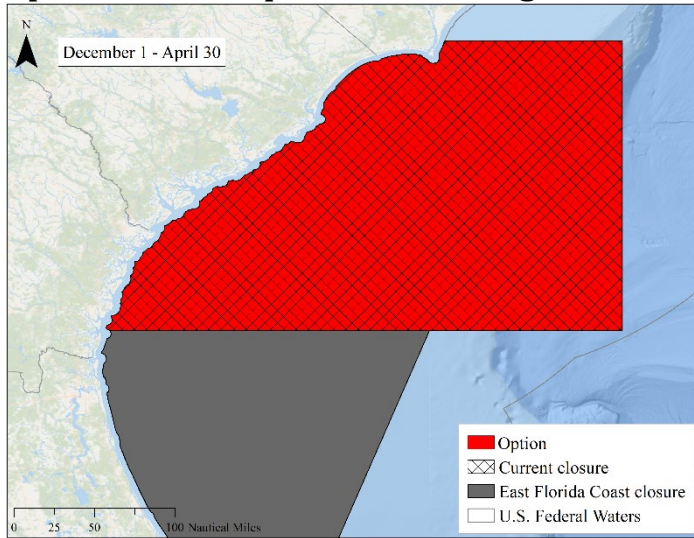 N
December 1 - April 30
Option
Current closure
East Florida Coast closure
U.S. Federal Waters
0 25 50 100 Nautical Miles